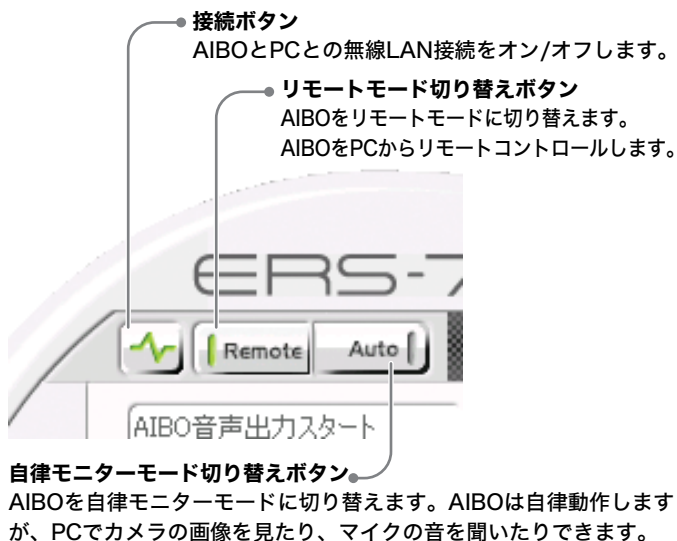 接続ボタン
AIBOとPCとの無線LAN接続をオン/オフします。
リモートモード切り替えボタン
AIBOをリモートモードに切り替えます。
AIBOをPCからリモートコントロールします。
ERS-7
Remote
Auto
AIBO音声出力スタート
自律モニターモード切り替えボタン
AIBOを自律モニターモードに切り替えます。AIBOは自律動作します
が、PCでカメラの画像を見たり、マイクの音を聞いたりできます。